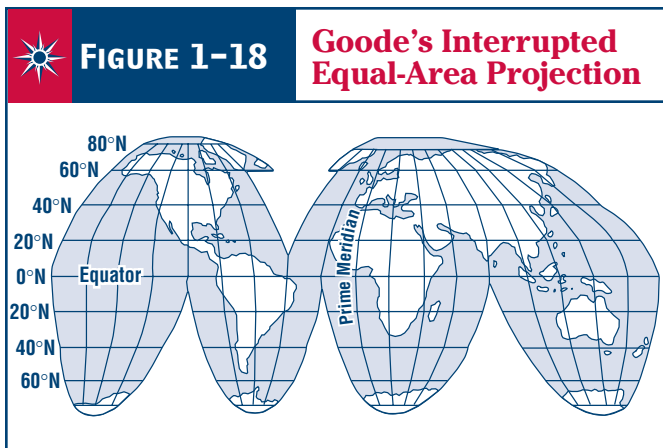 FIGURE 1–18
Goode's Interrupted
Equal-Area Projection
80°N
60°N
40°N
20°N
0°N
20°N
40°N
60°N
Equator
Prime Meridian